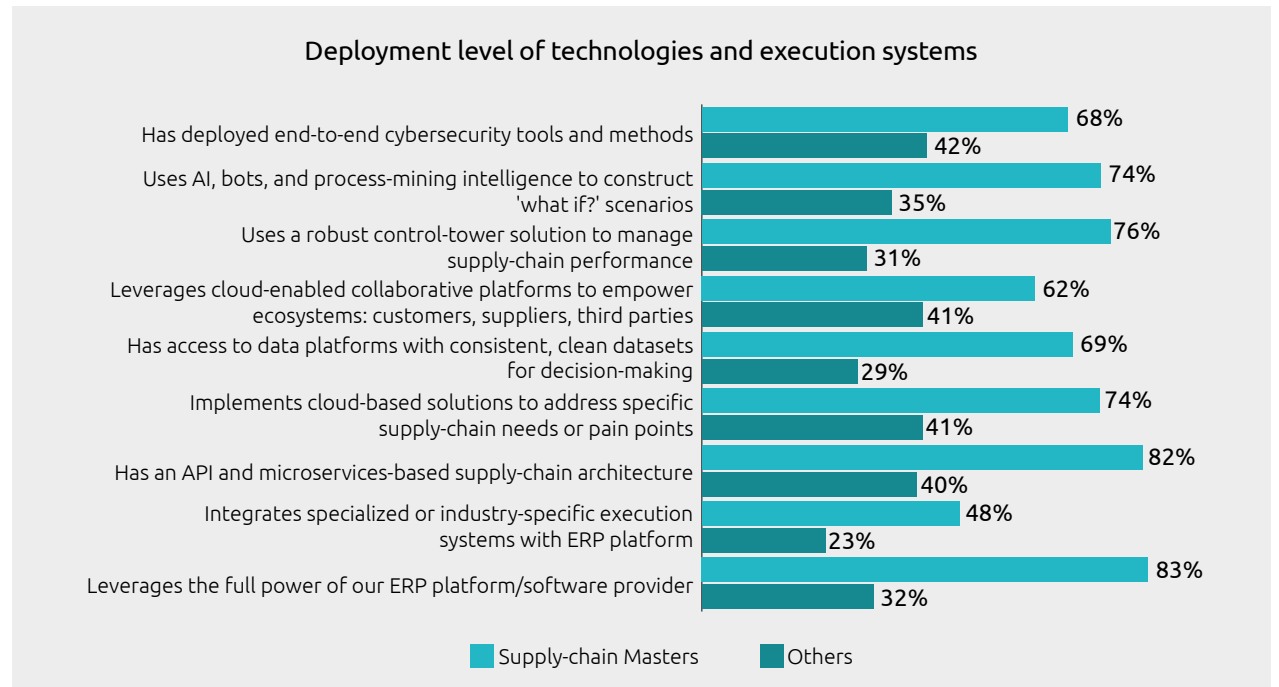 Deployment level of technologies and execution systems
Has deployed end-to-end cybersecurity tools and methods
68%
42%
Uses AI, bots, and process-mining intelligence to construct
'what if?' scenarios
74%
35%
Uses a robust control-tower solution to manage
supply-chain performance
76%
31%
Leverages cloud-enabled collaborative platforms to empower
ecosystems: customers, suppliers, third parties
62%
41%
Has access to data platforms with consistent, clean datasets
for decision-making
69%
29%
Implements cloud-based solutions to address specific
supply-chain needs or pain points
74%
41%
Has an API and microservices-based supply-chain architecture
82%
40%
Integrates specialized or industry-specific execution
systems with ERP platform
48%
23%
Leverages the full power of our ERP platform/software provider
83%
32%
Supply-chain Masters
Others